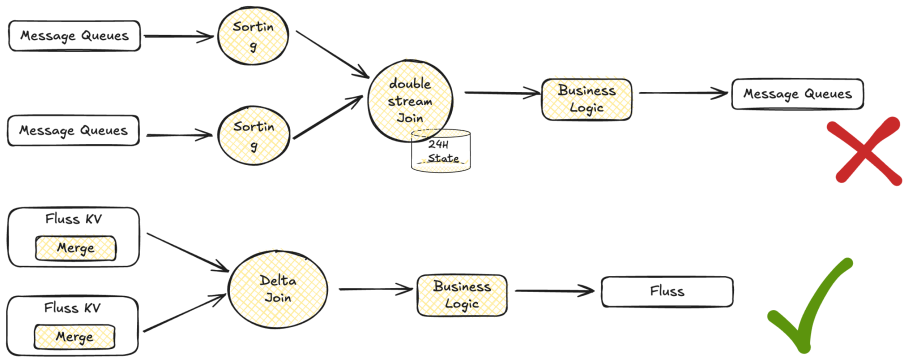 Message Queues
Sortin
g
Message Queues
Sortin
g
double
stream
Join
24H
State
Business
Logic
Message Queues
Fluss KV
Merge
Fluss KV
Merge
Delta
Join
Business
Logic
Fluss